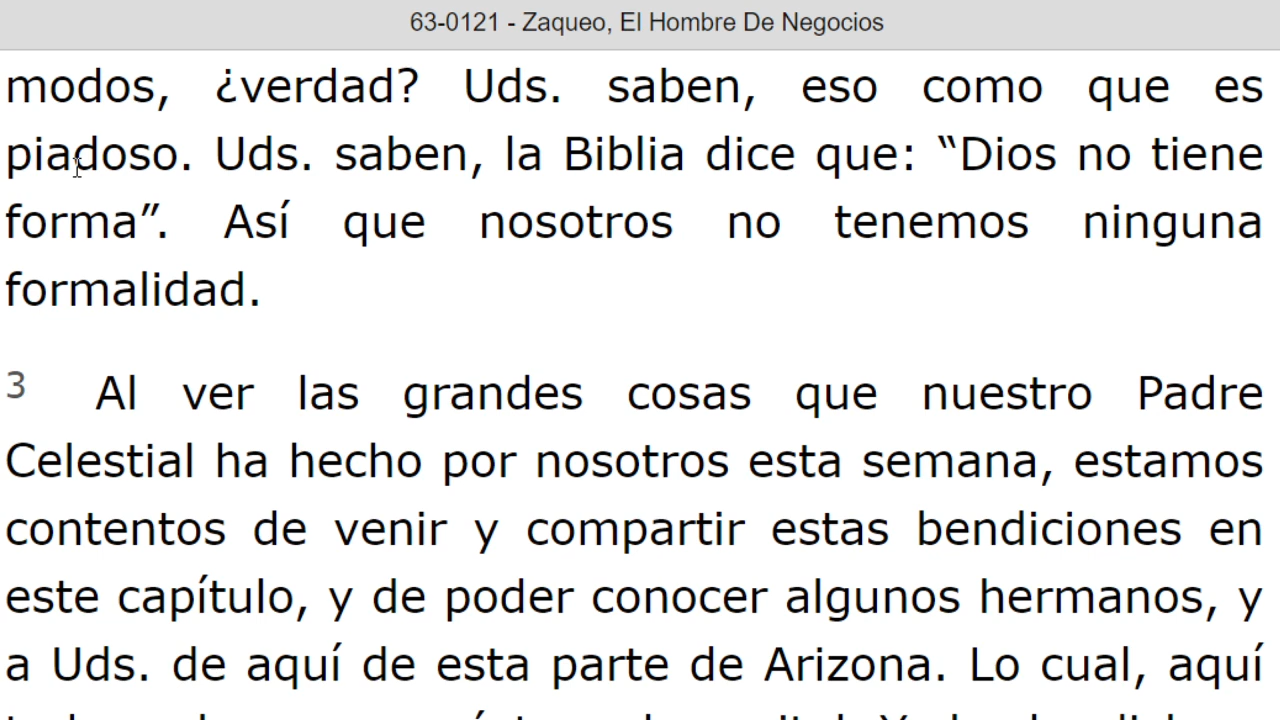 63-0121 - Zaqueo, El Hombre De Negocios
modos, ¿verdad? Uds. saben, eso como que es
piadoso. Uds. saben, la Biblia dice que: “Dios no tiene
forma”. Así que nosotros no tenemos ninguna
formalidad.
3 Al ver las grandes cosas que nuestro Padre
Celestial ha hecho por nosotros esta semana, estamos
contentos de venir y compartir estas bendiciones en
este capítulo, y de poder conocer algunos hermanos, y
a Uds. de aquí de esta parte de Arizona. Lo cual, aquí